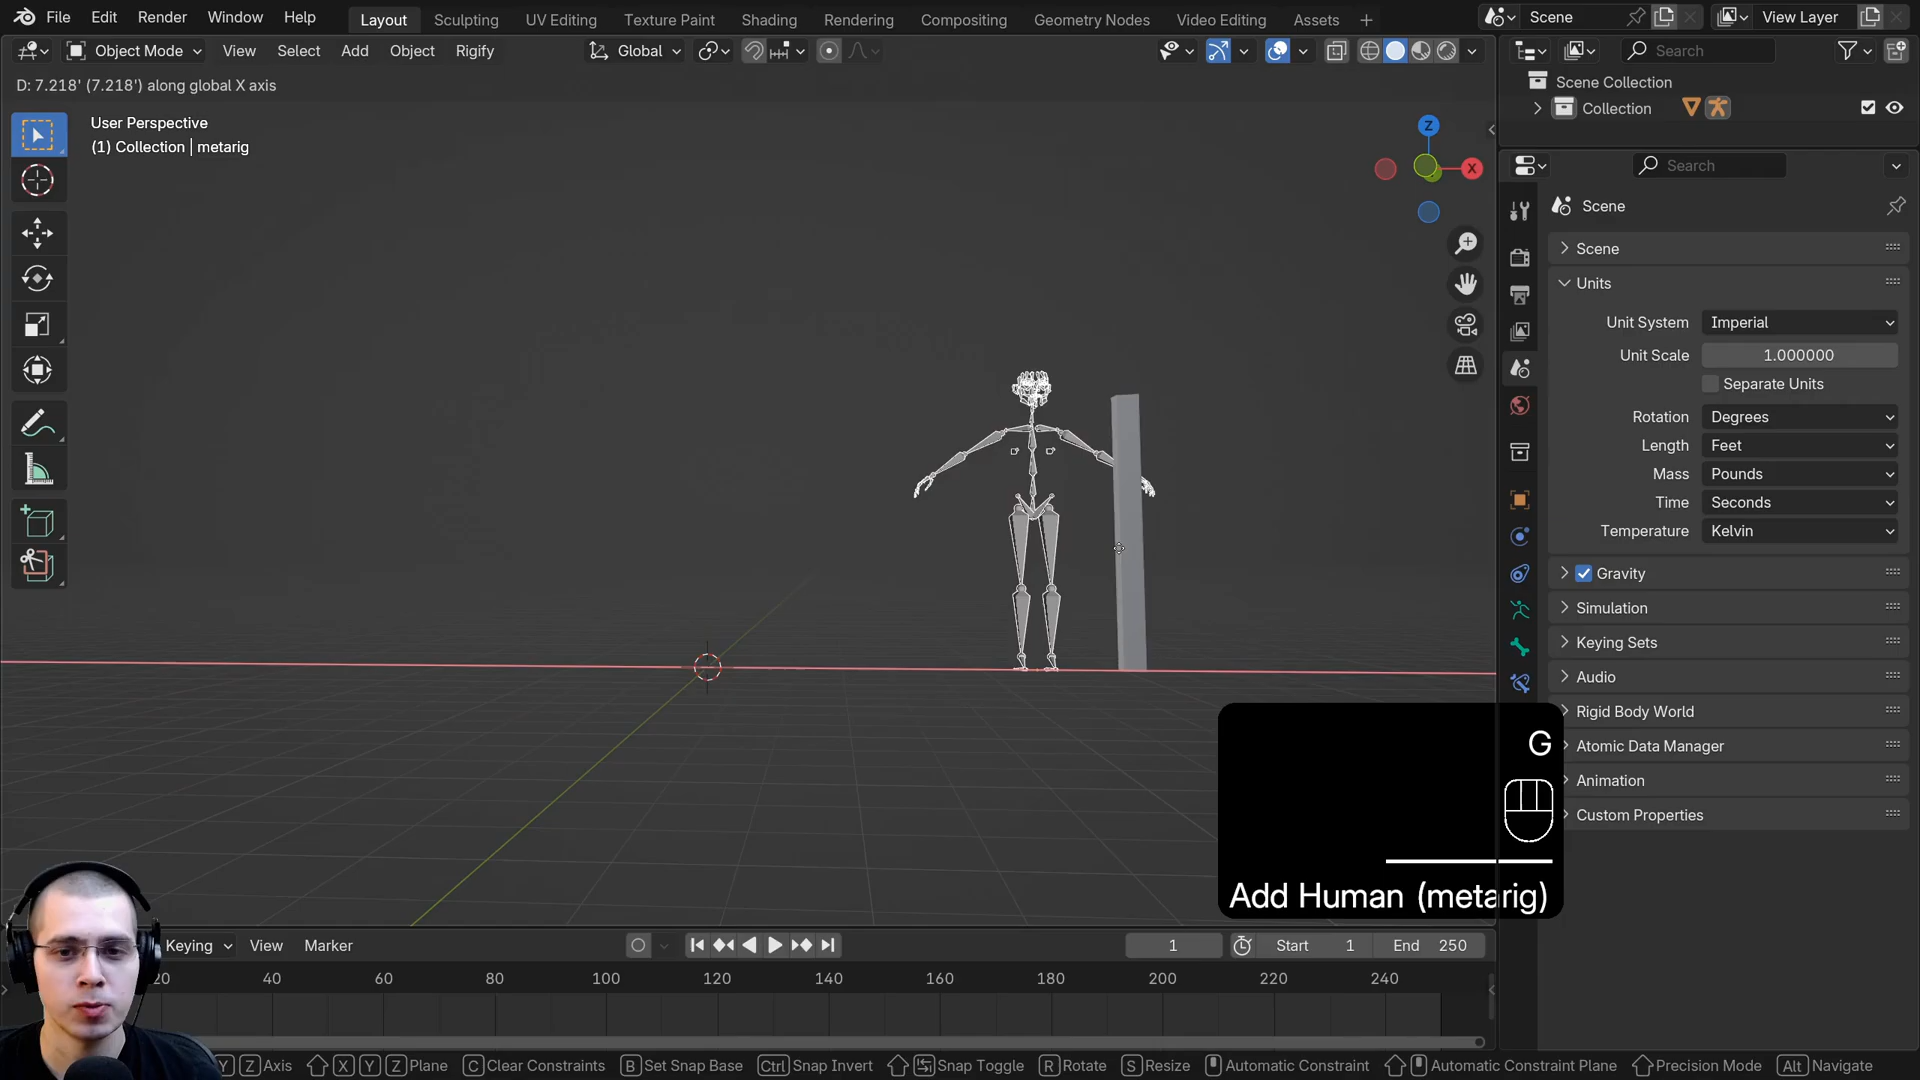 File Edit Render Window Help Layout Sculpting UV Editing Texture Paint Shading Rendering Compositing Geometry Nodes Video Editing Assets + Scene View Layer
Object Mode View Select Add Object Rigify Global Search
D: 7.218' (7.218') along global X axis
Scene Collection
Collection
User Perspective
(1) Collection | metarig
Z
X
Search
Scene
Scene
Units
Unit System Imperial
Unit Scale 1.000000
Separate Units
Rotation Degrees
Length Feet
Mass Pounds
Time Seconds
Temperature Kelvin
Gravity
Simulation
Keying Sets
Audio
Rigid Body World
Atomic Data Manager
Animation
Custom Properties
G
Add Human (metarig)
Keying View Marker 1 Start 1 End 250
20 40 60 80 100 120 140 160 180 200 220 240
Y Z Axis X Y Z Plane C Clear Constraints B Set Snap Base Ctrl Snap Invert Snap Toggle R Rotate S Resize Automatic Constraint Automatic Constraint Plane Precision Mode Alt Navigate